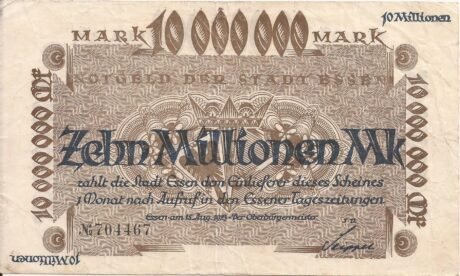 10 Millionen
MARK 10 000 000 MARK
NOTGELD DER STADT ESSEN
10 000 000 Mk
10 000 000 Mk
Zehn Millionen Mk
zahlt die Stadt Essen dem Einlieferer dieses Scheines
1 Monat nach Aufruf in den Essener Tageszeitungen
Essen am 15. Aug. 1923 · Der Oberbürgermeister
№ 704467
10 Millionen